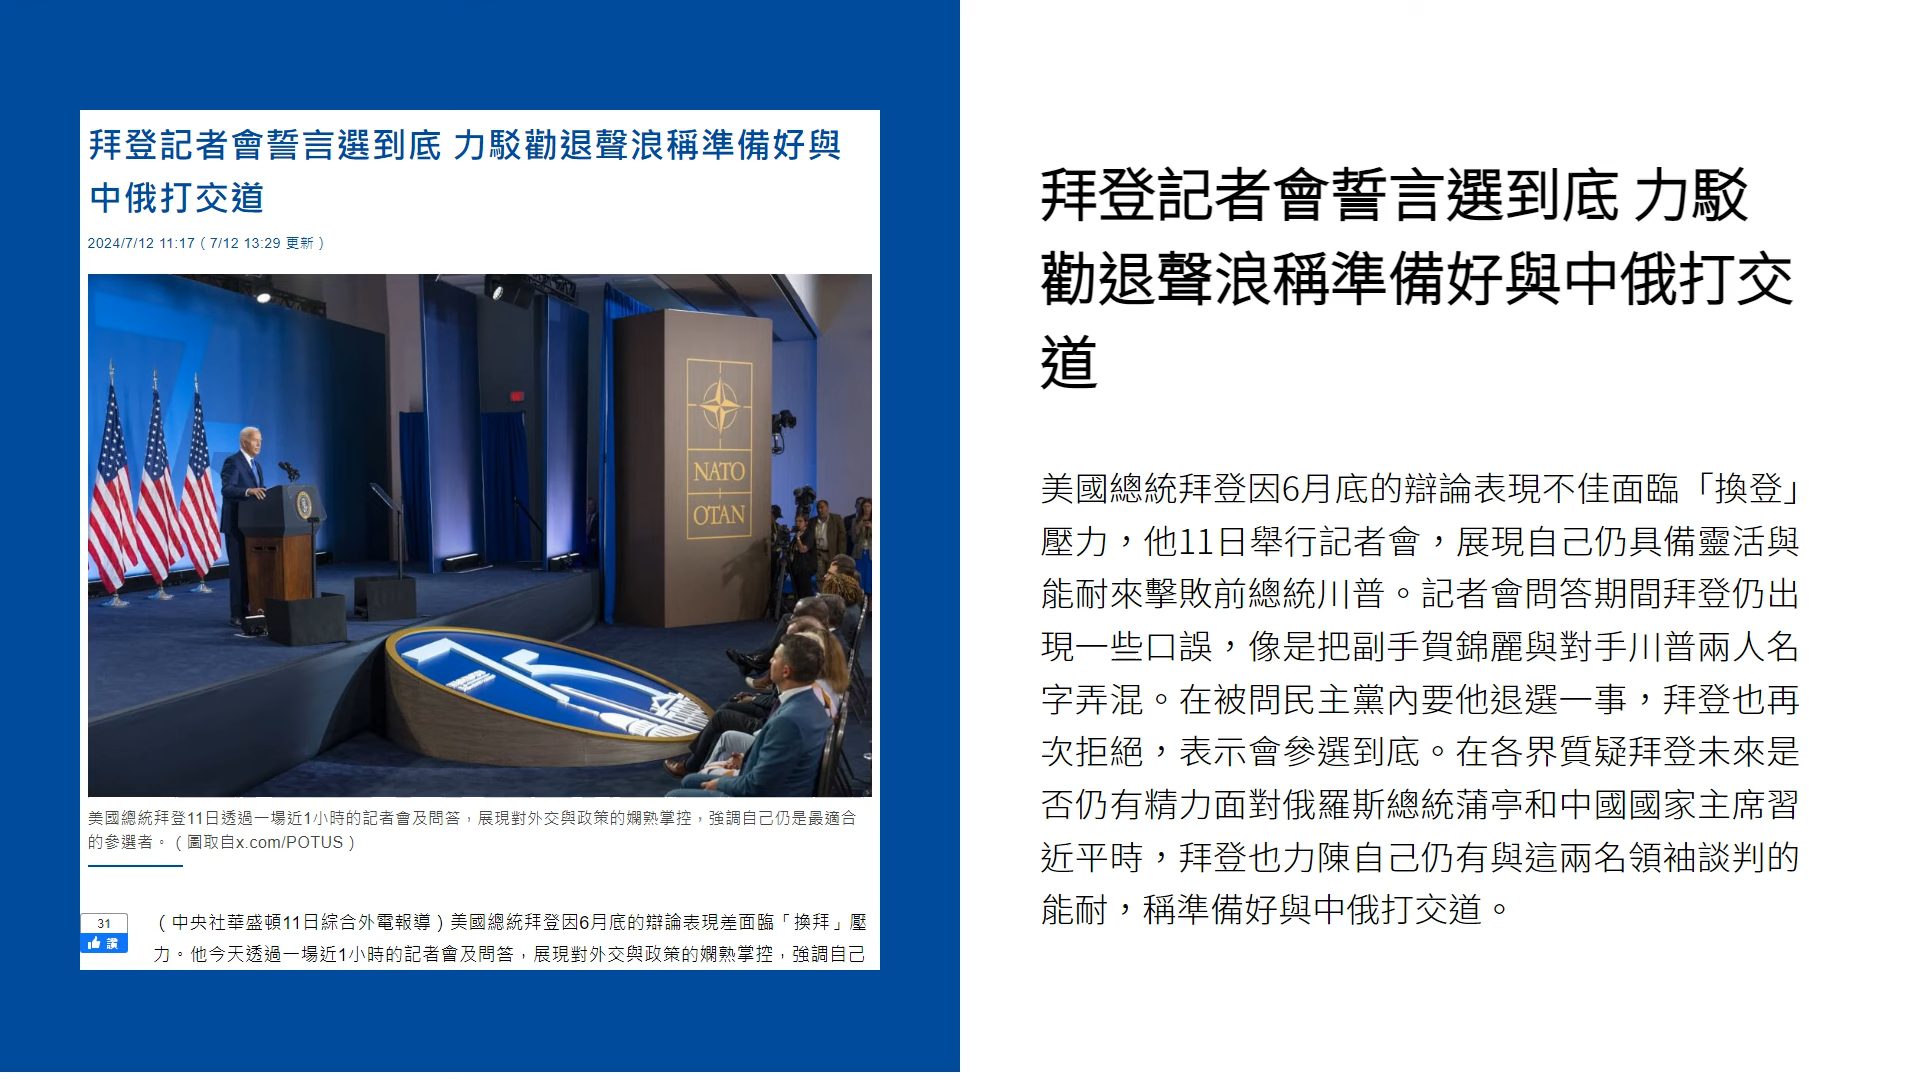 拜登記者會誓言選到底 力駁勸退聲浪稱準備好與
中俄打交道
2024/7/12 11:17（7/12 13:29 更新）
NATO
OTAN
美國總統拜登11日透過一場近1小時的記者會及問答，展現對外交與政策的嫻熟掌控，強調自己仍是最適合
的參選者。（圖取自x.com/POTUS）
31
讚
（中央社華盛頓11日綜合外電報導）美國總統拜登因6月底的辯論表現差面臨「換拜」壓
力。他今天透過一場近1小時的記者會及問答，展現對外交與政策的嫻熟掌控，強調自己
拜登記者會誓言選到底 力駁
勸退聲浪稱準備好與中俄打交
道
美國總統拜登因6月底的辯論表現不佳面臨「換登」
壓力，他11日舉行記者會，展現自己仍具備靈活與
能耐來擊敗前總統川普。記者會問答期間拜登仍出
現一些口誤，像是把副手賀錦麗與對手川普兩人名
字弄混。在被問民主黨內要他退選一事，拜登也再
次拒絕，表示會參選到底。在各界質疑拜登未來是
否仍有精力面對俄羅斯總統蒲亭和中國國家主席習
近平時，拜登也力陳自己仍有與這兩名領袖談判的
能耐，稱準備好與中俄打交道。